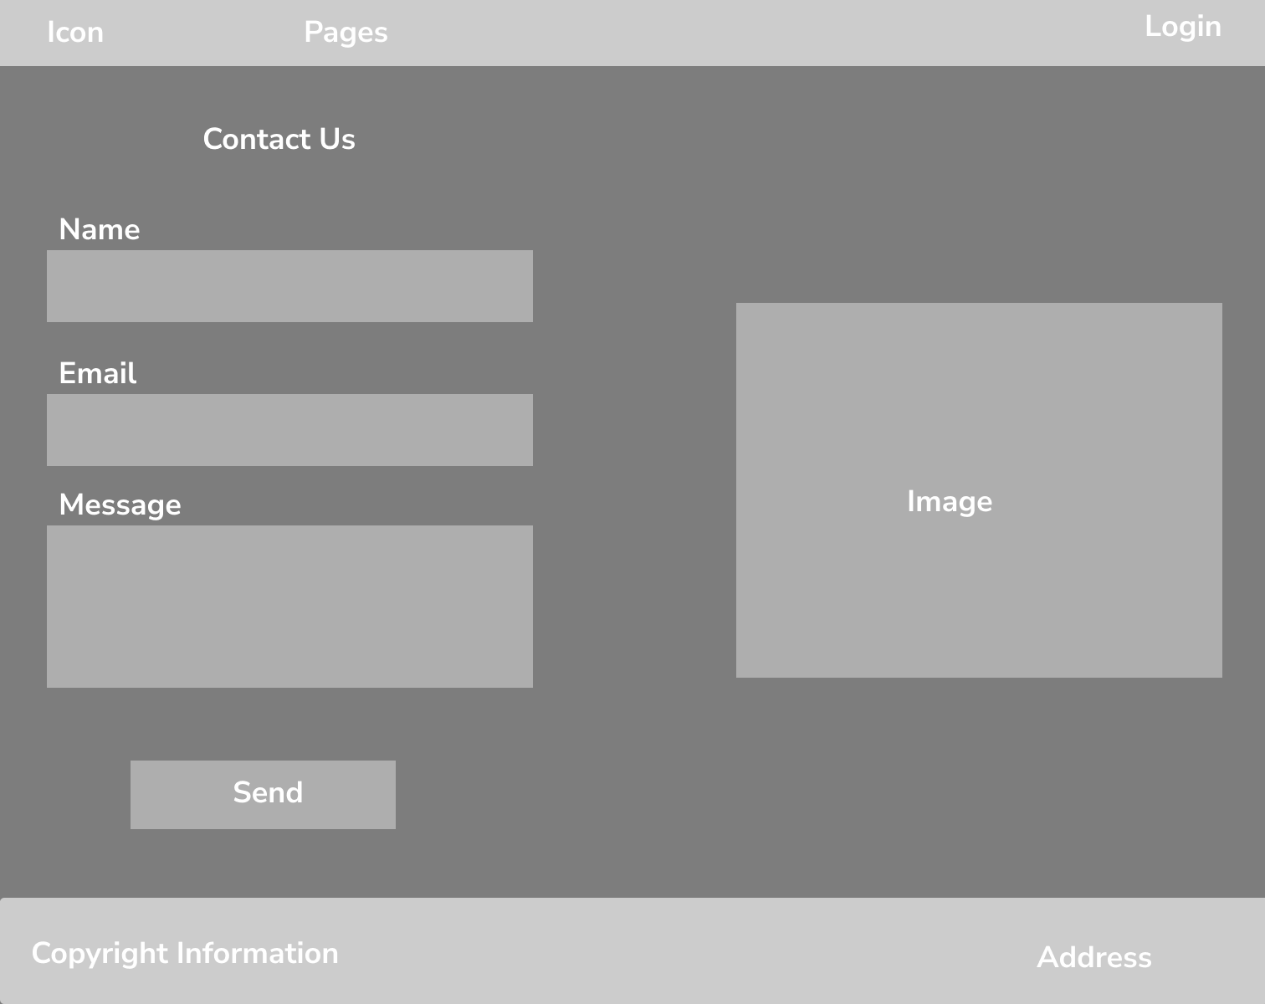 Icon
Pages
Login
Contact Us
Name
Email
Message
Image
Send
Copyright Information
Address